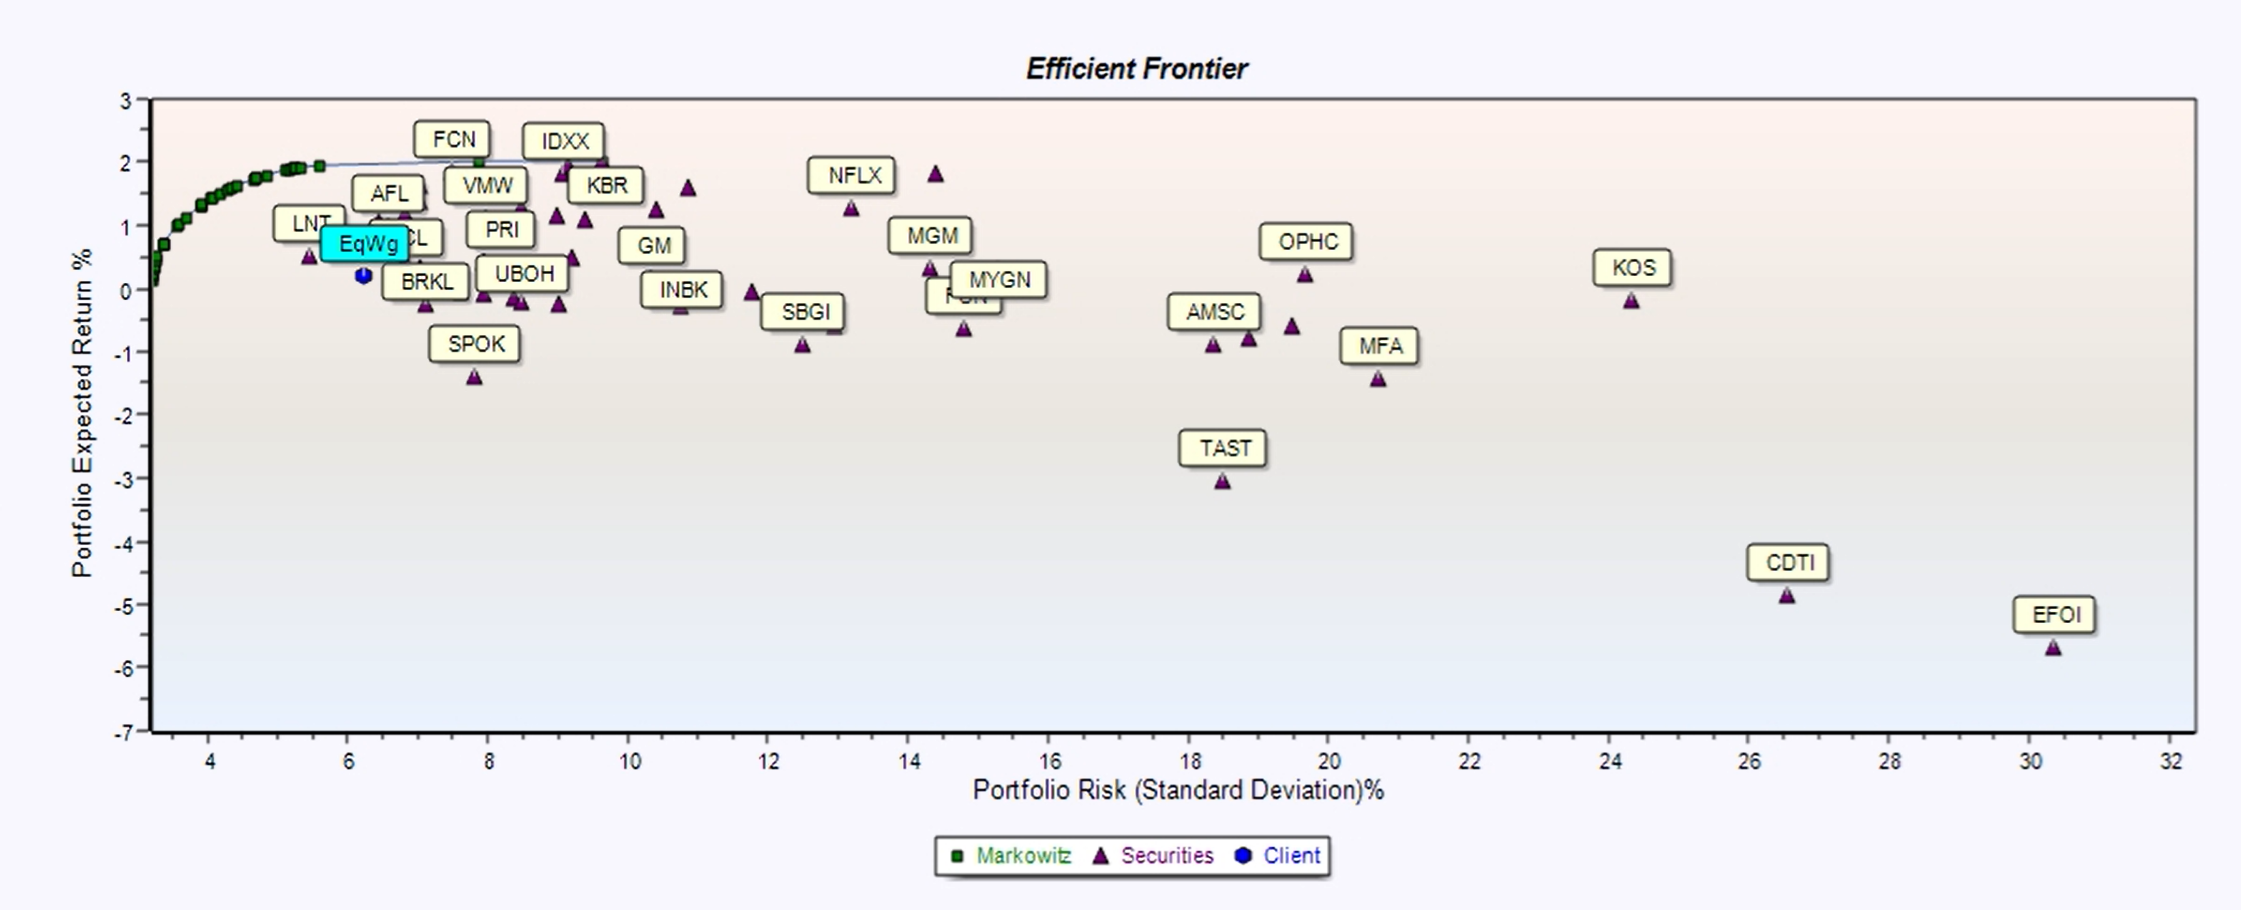 Efficient Frontier
3
2
1
0
-1
-2
-3
-4
-5
-6
-7
Portfolio Expected Return %
FCN
IDXX
AFL
VMW
KBR
NFLX
LNT
EqWg
CL
PRI
GM
MGM
OPHC
KOS
BRKL
UBOH
INBK
MYGN
SBGI
AMSC
SPOK
MFA
TAST
CDTI
EFOI
4 6 8 10 12 14 16 18 20 22 24 26 28 30 32
Portfolio Risk (Standard Deviation)%
Markowitz Securities Client